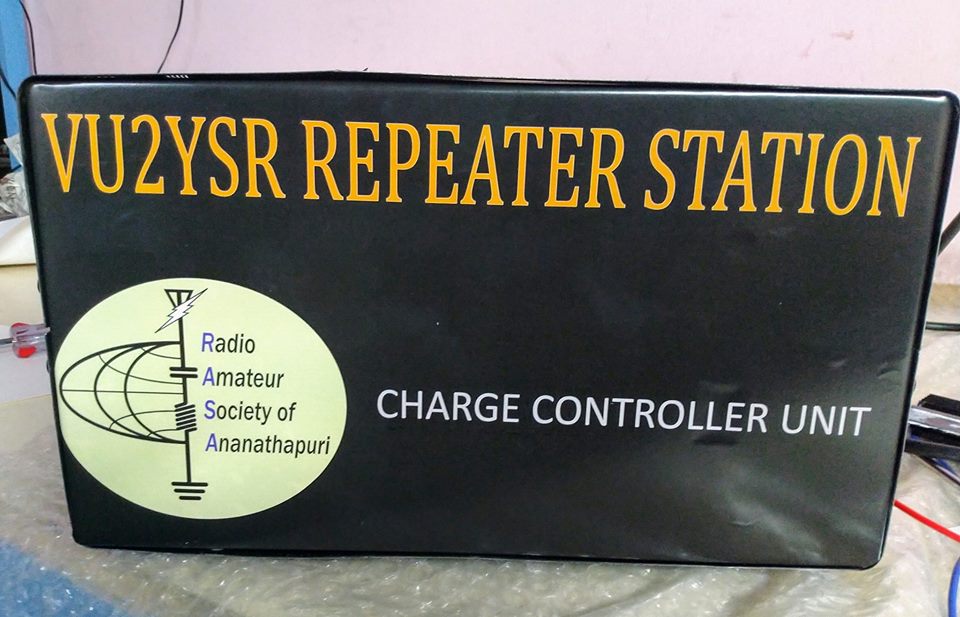 VU2YSR REPEATER STATION
Radio
Amateur
Society of
Ananathapuri
CHARGE CONTROLLER UNIT